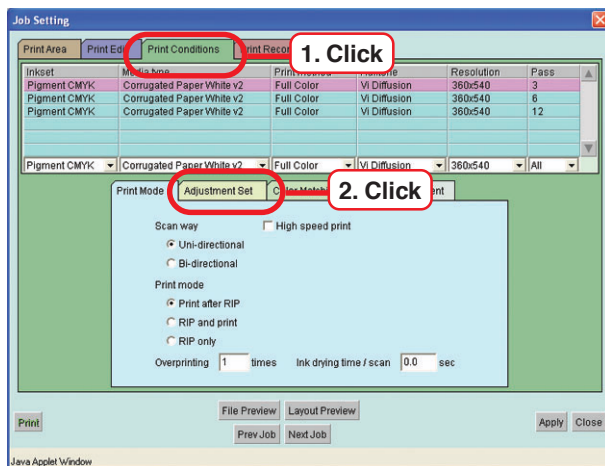 Job Setting
Print Area Print Print Conditions Print 1. Click
Inkset Resolution Pass
Pigment CMYK Corrugated Paper White v2 Full Color Vi Diffusion 360x540 3
Pigment CMYK Corrugated Paper White v2 Full Color Vi Diffusion 360x540 6
Pigment CMYK Corrugated Paper White v2 Full Color Vi Diffusion 360x540 12
Pigment CMYK Corrugated Paper White v2 Full Color Vi Diffusion 360x540 All
Print Mode Adjustment Set 2. Click
Scan way High speed print
Uni-directional
Bi-directional
Print mode
Print after RIP
RIP and print
RIP only
Overprinting 1 times Ink drying time / scan 0.0 sec
File Preview Layout Preview
Print Apply Close
Prev Job Next Job
Java Applet Window